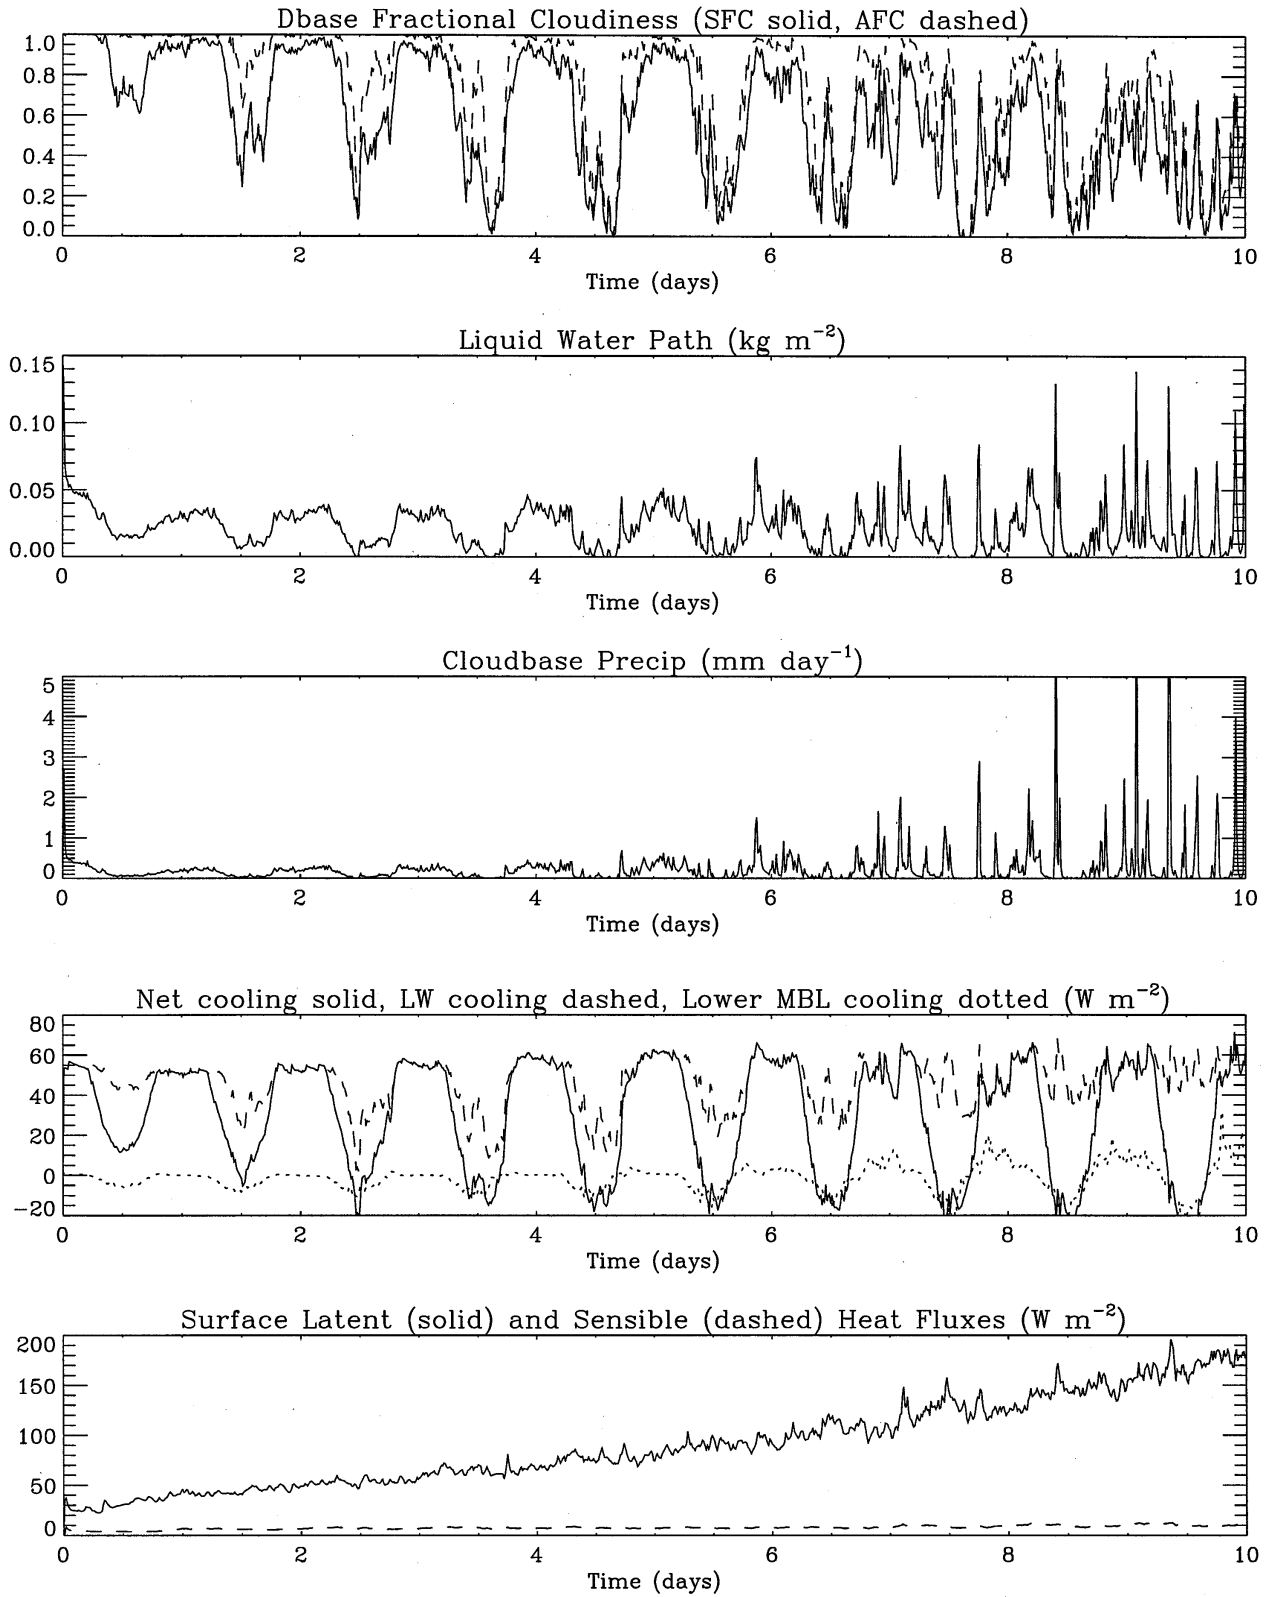 Dbase Fractional Cloudiness (SFC solid, AFC dashed)
1.0
0.8
0.6
0.4
0.2
0.0
0 2 4 6 8 10
Time (days)
Liquid Water Path (kg m⁻²)
0.15
0.10
0.05
0.00
0 2 4 6 8 10
Time (days)
Cloudbase Precip (mm day⁻¹)
5
4
3
2
1
0
0 2 4 6 8 10
Time (days)
Net cooling solid, LW cooling dashed, Lower MBL cooling dotted (W m⁻²)
80
60
40
20
0
−20
0 2 4 6 8 10
Time (days)
Surface Latent (solid) and Sensible (dashed) Heat Fluxes (W m⁻²)
200
150
100
50
0
0 2 4 6 8 10
Time (days)